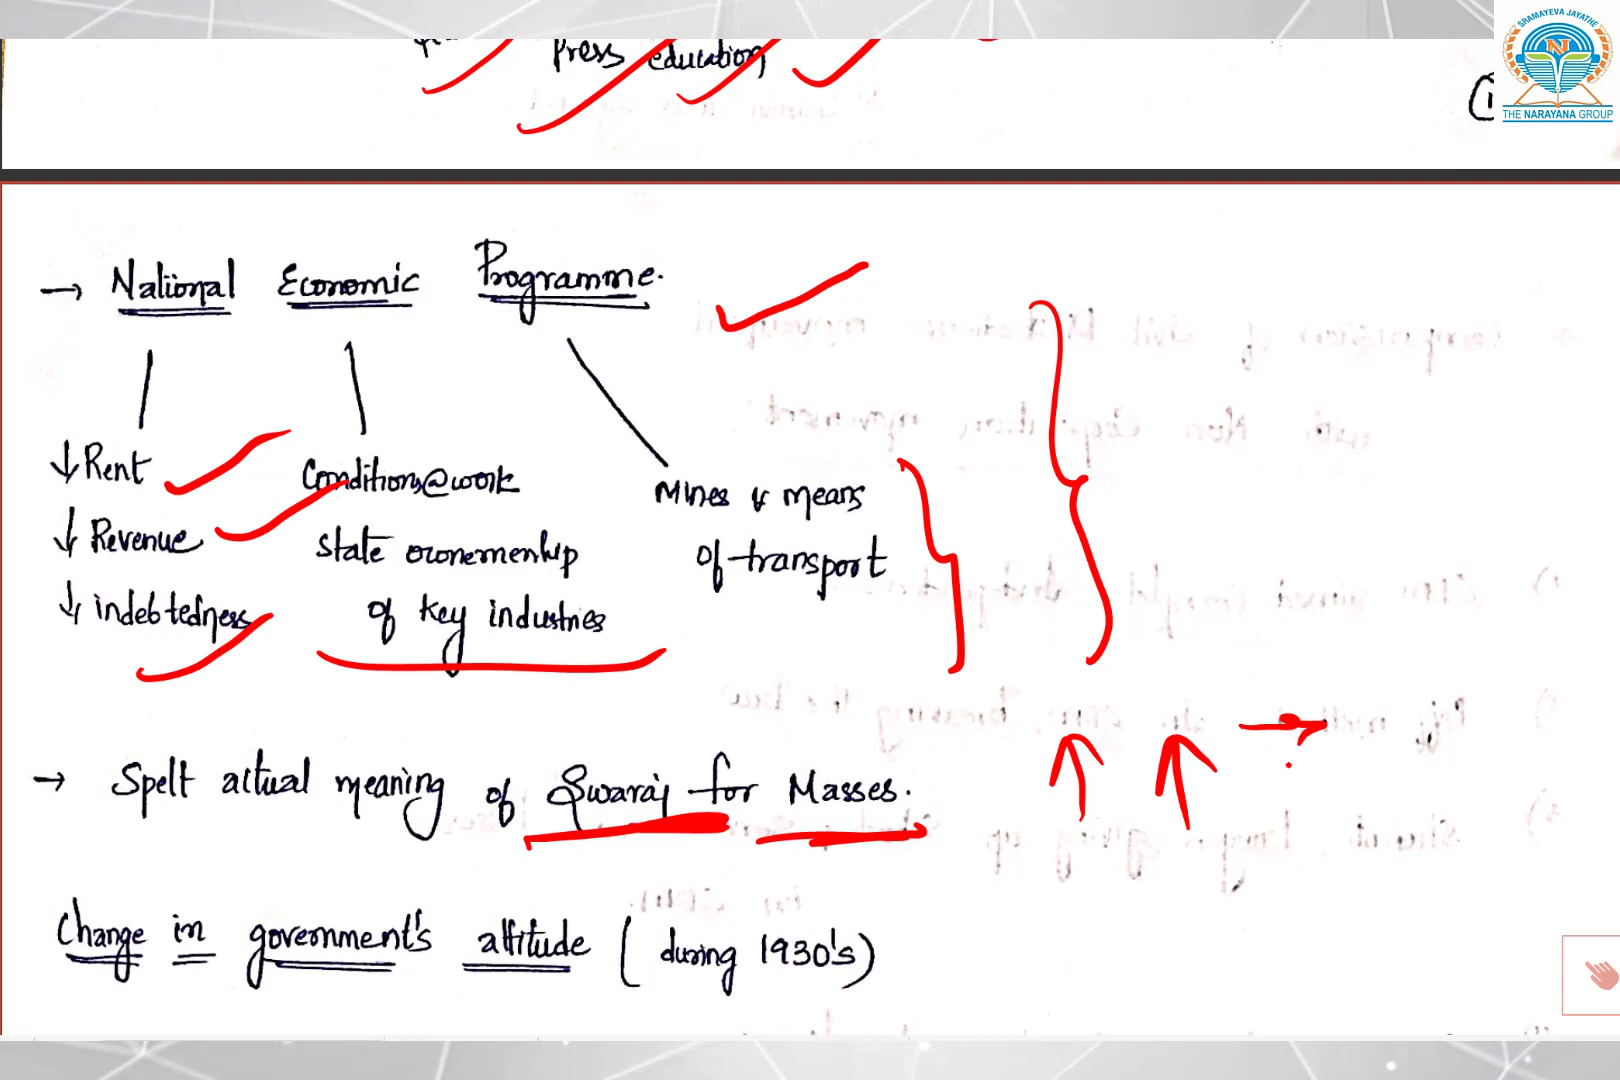 SRAMAYEVA JAYATHE
N
THE NARAYANA GROUP
Press education
→ National Economic Programme.
↓ Rent
↓ Revenue
↓ indebtedness
Conditions@work
state ownemenhip
of key industries
Mines & means
of transport
→ Spelt actual meaning of Swaraj for Masses.
Change in government's attitude (during 1930's)